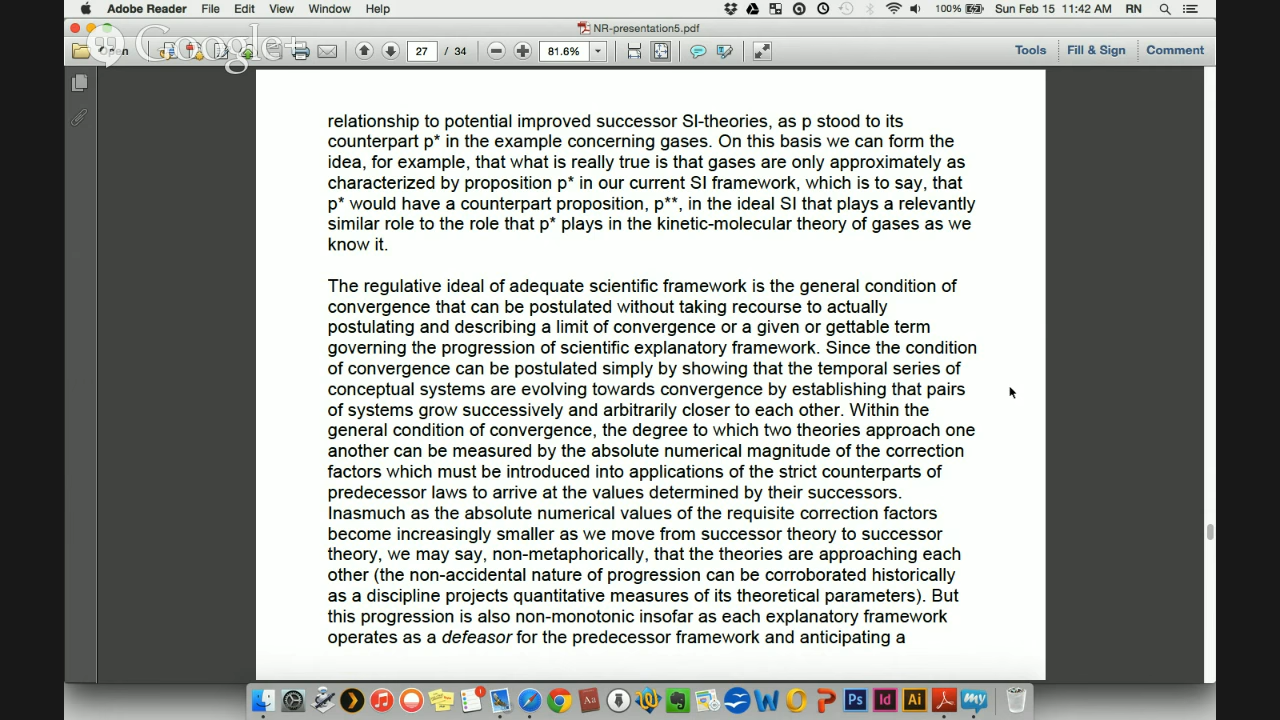 Adobe Reader File Edit View Window Help 100% Sun Feb 15 11:42 AM RN
NR-presentation5.pdf
Google+
Open 27 / 34 81.6% Tools Fill & Sign Comment
relationship to potential improved successor SI-theories, as p stood to its
counterpart p* in the example concerning gases. On this basis we can form the
idea, for example, that what is really true is that gases are only approximately as
characterized by proposition p* in our current SI framework, which is to say, that
p* would have a counterpart proposition, p**, in the ideal SI that plays a relevantly
similar role to the role that p* plays in the kinetic-molecular theory of gases as we
know it.
The regulative ideal of adequate scientific framework is the general condition of
convergence that can be postulated without taking recourse to actually
postulating and describing a limit of convergence or a given or gettable term
governing the progression of scientific explanatory framework. Since the condition
of convergence can be postulated simply by showing that the temporal series of
conceptual systems are evolving towards convergence by establishing that pairs
of systems grow successively and arbitrarily closer to each other. Within the
general condition of convergence, the degree to which two theories approach one
another can be measured by the absolute numerical magnitude of the correction
factors which must be introduced into applications of the strict counterparts of
predecessor laws to arrive at the values determined by their successors.
Inasmuch as the absolute numerical values of the requisite correction factors
become increasingly smaller as we move from successor theory to successor
theory, we may say, non-metaphorically, that the theories are approaching each
other (the non-accidental nature of progression can be corroborated historically
as a discipline projects quantitative measures of its theoretical parameters). But
this progression is also non-monotonic insofar as each explanatory framework
operates as a defeasor for the predecessor framework and anticipating a
W P Ps Id Ai my